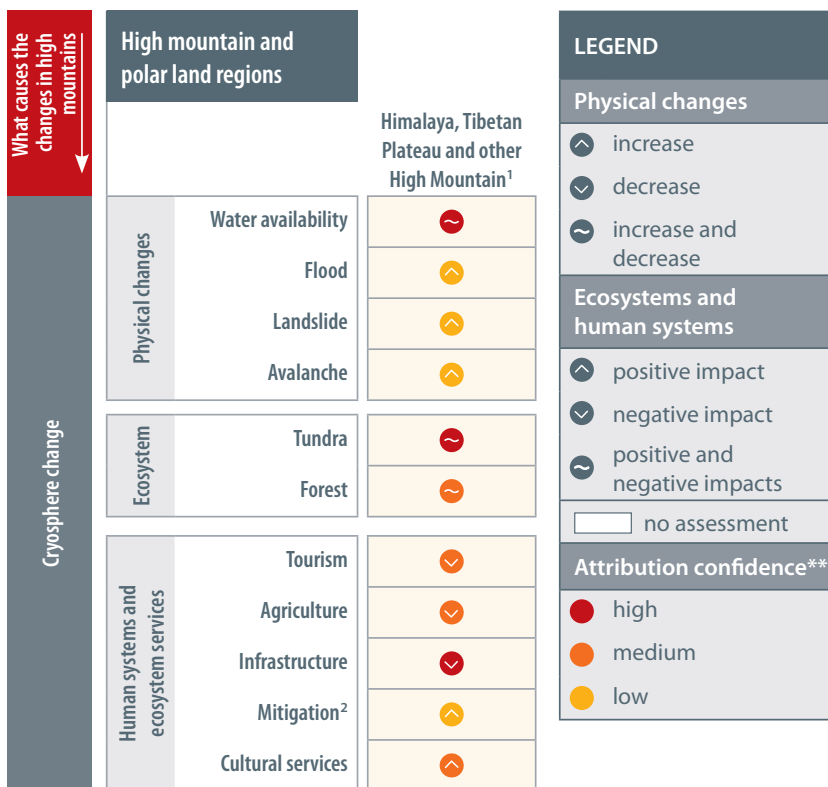 What causes the
changes in high
mountains
High mountain and
polar land regions
Himalaya, Tibetan
Plateau and other
High Mountain¹
Cryosphere change
Physical changes
Water availability
Flood
Landslide
Avalanche
Ecosystem
Tundra
Forest
Human systems and
ecosystem services
Tourism
Agriculture
Infrastructure
Mitigation²
Cultural services
LEGEND
Physical changes
increase
decrease
increase and
decrease
Ecosystems and
human systems
positive impact
negative impact
positive and
negative impacts
no assessment
Attribution confidence**
high
medium
low